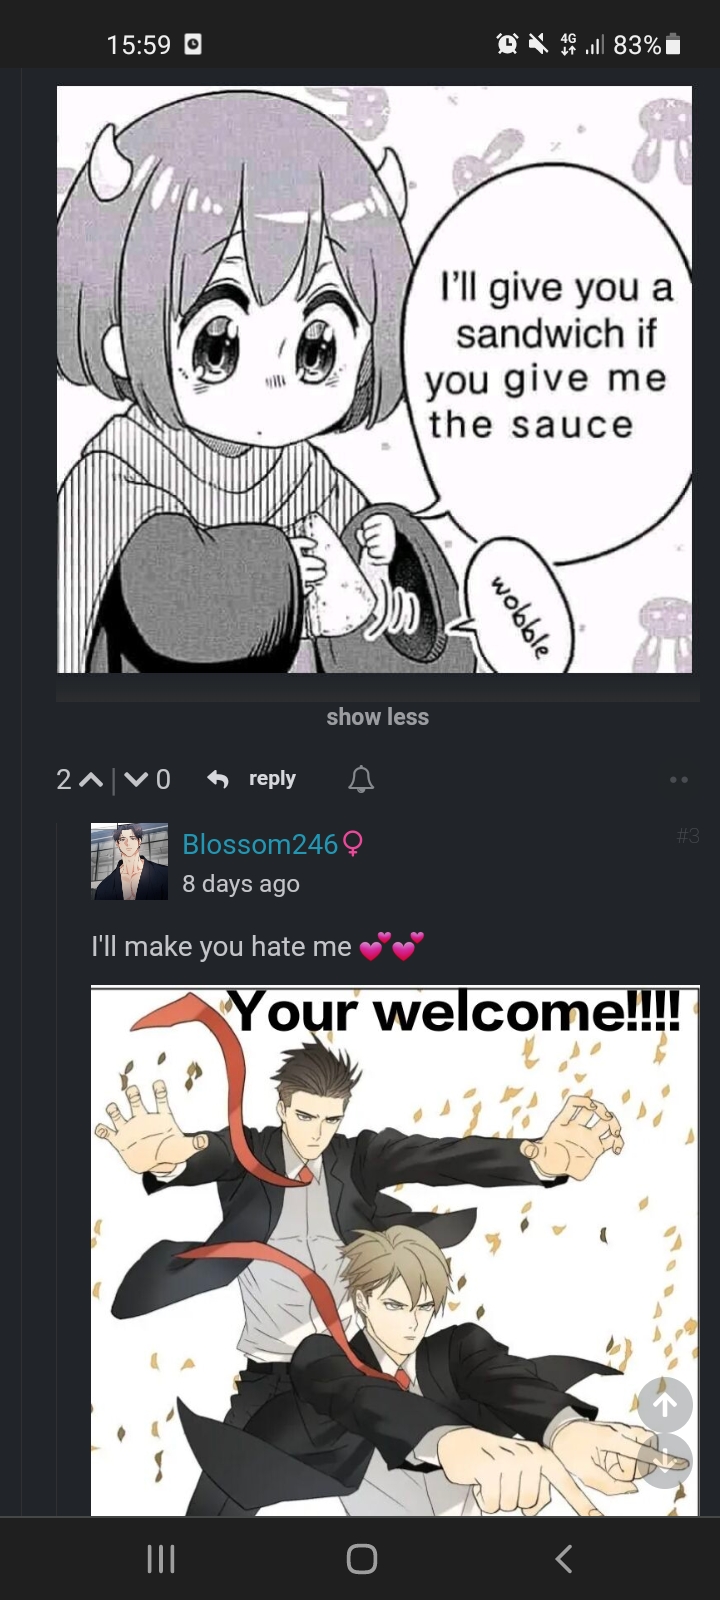 15:59 4G 83%
I'll give you a
sandwich if
you give me
the sauce
wobble
show less
2 | 0 reply
Blossom246♀
#3
8 days ago
I'll make you hate me 💕💕
Your welcome!!!!